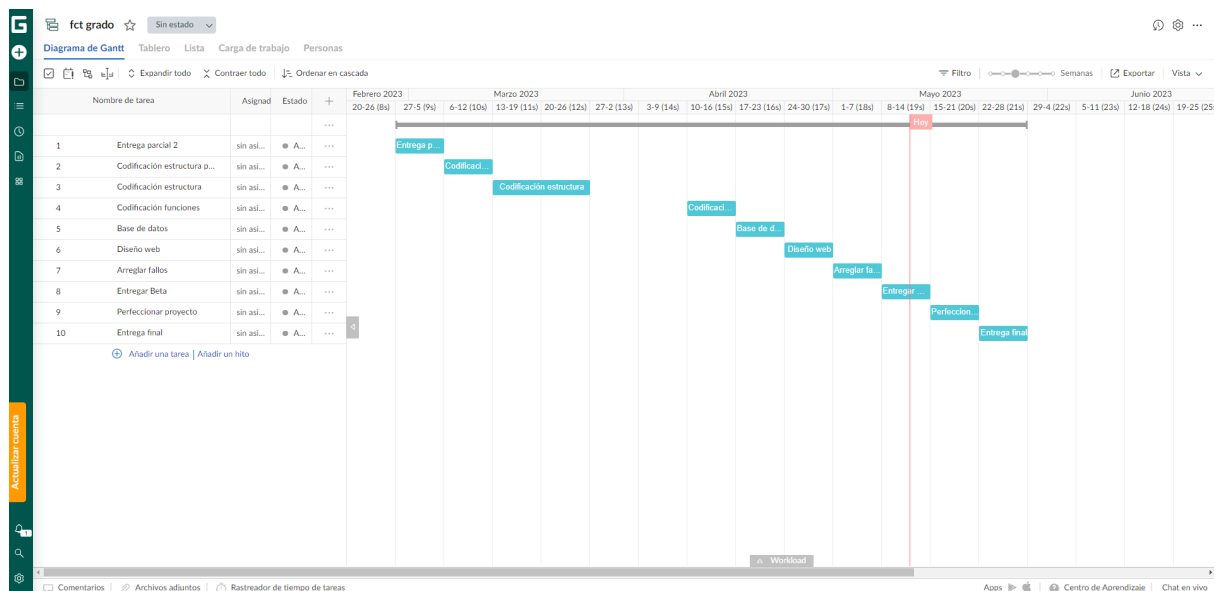 fct grado
Sin estado
Diagrama de Gantt Tablero Lista Carga de trabajo Personas
Expandir todo Contraer todo Ordenar en cascada Filtro Semanas Exportar Vista
Nombre de tarea Asignad Estado
Febrero 2023 Marzo 2023 Abril 2023 Mayo 2023 Junio 2023
20-26 (8s) 27-5 (9s) 6-12 (10s) 13-19 (11s) 20-26 (12s) 27-2 (13s) 3-9 (14s) 10-16 (15s) 17-23 (16s) 24-30 (17s) 1-7 (18s) 8-14 (19s) 15-21 (20s) 22-28 (21s) 29-4 (22s) 5-11 (23s) 12-18 (24s) 19-25 (25s
Hoy
1 Entrega parcial 2 sin asi... A... Entrega p...
2 Codificación estructura p... sin asi... A... Codificaci...
3 Codificación estructura sin asi... A... Codificación estructura
4 Codificación funciones sin asi... A... Codificaci...
5 Base de datos sin asi... A... Base de d...
6 Diseño web sin asi... A... Diseño web
7 Arreglar fallos sin asi... A... Arreglar fa...
8 Entregar Beta sin asi... A... Entregar ...
9 Perfeccionar proyecto sin asi... A... Perfeccion...
10 Entrega final sin asi... A... Entrega final
Añadir una tarea | Añadir un hito
Actualizar cuenta
Workload
Comentarios Archivos adjuntos Rastreador de tiempo de tareas Apps Centro de Aprendizaje Chat en vivo